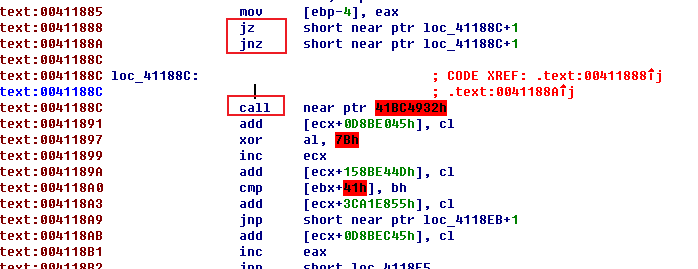 text:00411885 mov [ebp-4], eax
text:00411888 jz short near ptr loc_41188C+1
text:0041188A jnz short near ptr loc_41188C+1
text:0041188C
text:0041188C loc_41188C: ; CODE XREF: .text:00411888↑j
text:0041188C ; .text:0041188A↑j
text:0041188C call near ptr 41BC4932h
text:00411891 add [ecx+0D8BE045h], cl
text:00411897 xor al, 7Bh
text:00411899 inc ecx
text:0041189A add [ecx+158BE44Dh], cl
text:004118A0 cmp [ebx+41h], bh
text:004118A3 add [ecx+3CA1E855h], cl
text:004118A9 jnp short near ptr loc_4118EB+1
text:004118AB add [ecx+0D8BEC45h], cl
text:004118B1 inc eax
text:004118B2 jnp short loc_4118F5